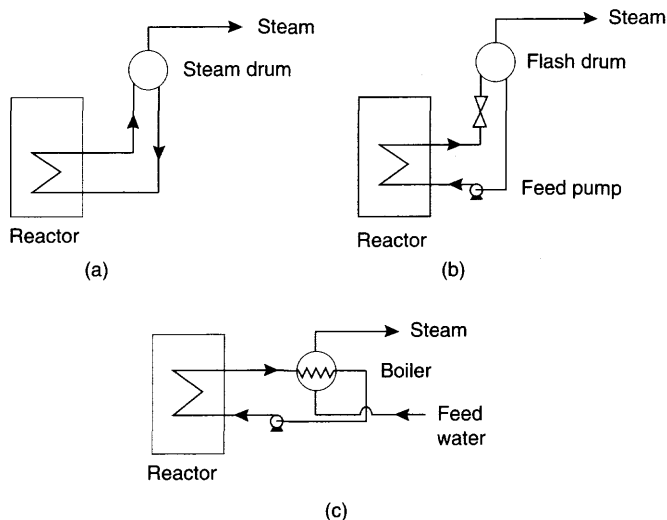 Steam
Steam drum
Reactor
(a)
Steam
Flash drum
Feed pump
Reactor
(b)
Steam
Boiler
Feed
water
Reactor
(c)